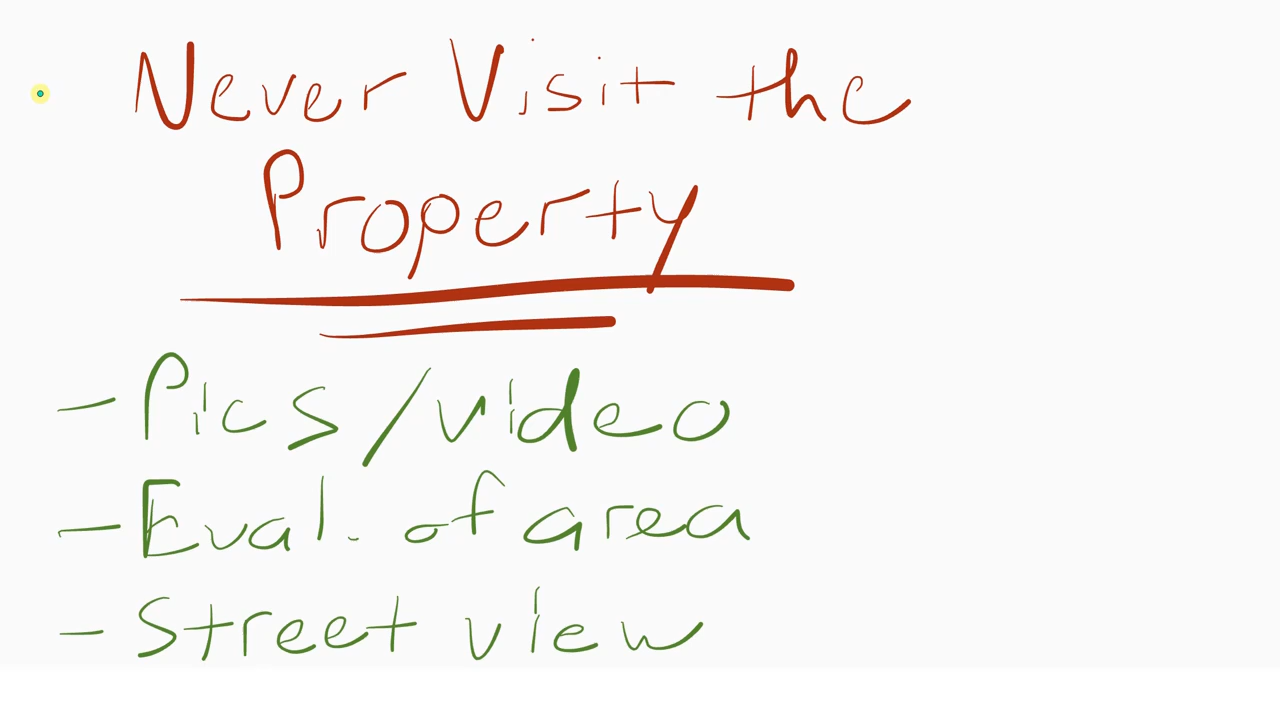 Never Visit the
Property
- Pics/video
- Eval. of area
- Street view